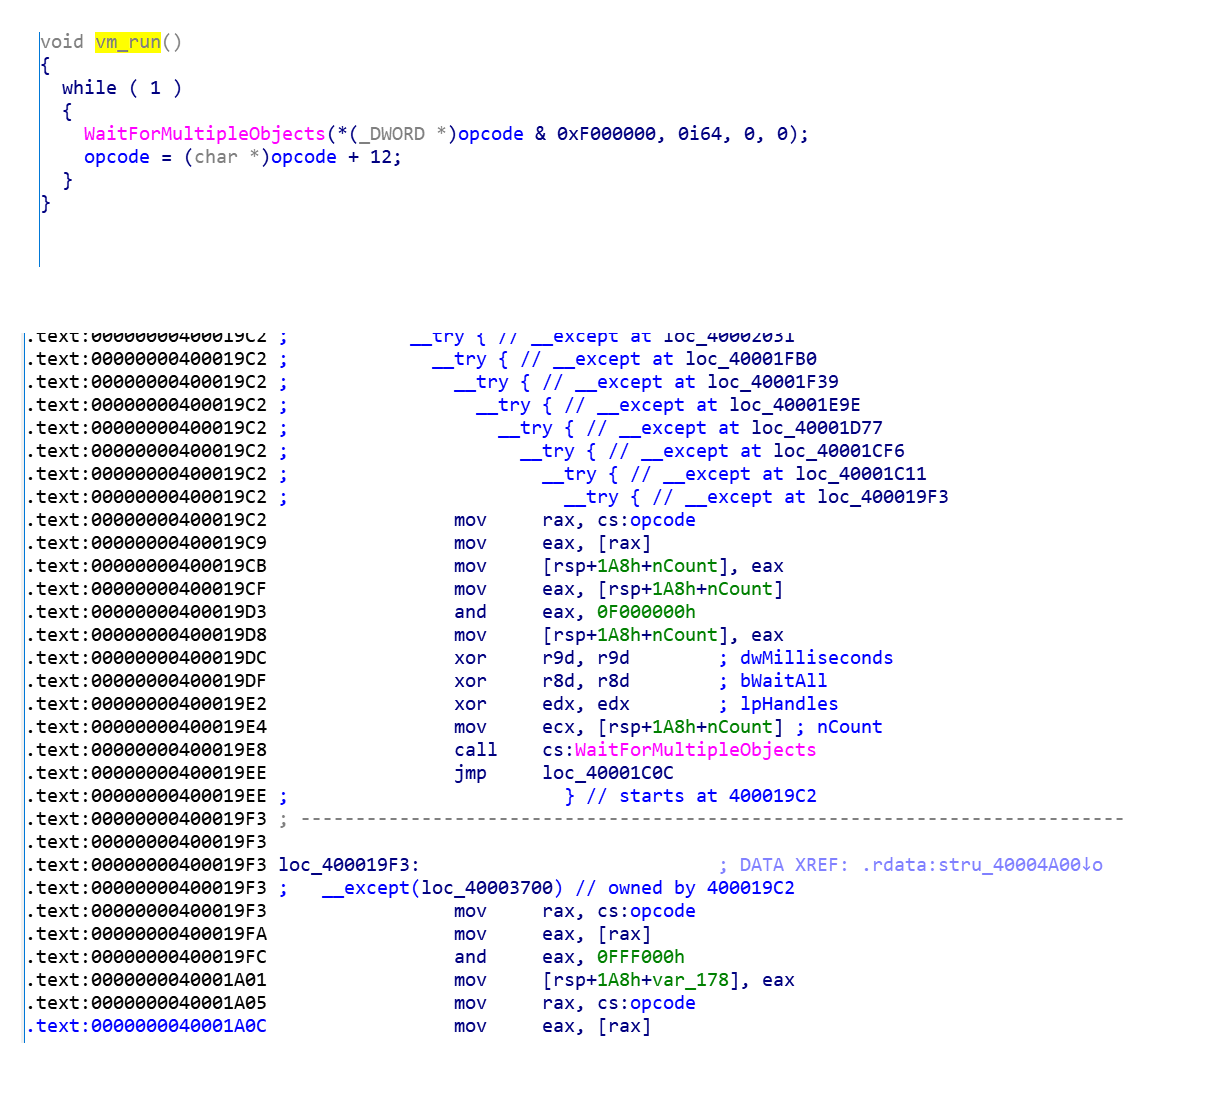 void vm_run()
{
while ( 1 )
{
WaitForMultipleObjects(*(_DWORD *)opcode & 0xF000000, 0i64, 0, 0);
opcode = (char *)opcode + 12;
}
}
.text:00000000400019C2 ; __try { // __except at loc_40002031
.text:00000000400019C2 ; __try { // __except at loc_40001FB0
.text:00000000400019C2 ; __try { // __except at loc_40001F39
.text:00000000400019C2 ; __try { // __except at loc_40001E9E
.text:00000000400019C2 ; __try { // __except at loc_40001D77
.text:00000000400019C2 ; __try { // __except at loc_40001CF6
.text:00000000400019C2 ; __try { // __except at loc_40001C11
.text:00000000400019C2 ; __try { // __except at loc_400019F3
.text:00000000400019C2 mov rax, cs:opcode
.text:00000000400019C9 mov eax, [rax]
.text:00000000400019CB mov [rsp+1A8h+nCount], eax
.text:00000000400019CF mov eax, [rsp+1A8h+nCount]
.text:00000000400019D3 and eax, 0F000000h
.text:00000000400019D8 mov [rsp+1A8h+nCount], eax
.text:00000000400019DC xor r9d, r9d ; dwMilliseconds
.text:00000000400019DF xor r8d, r8d ; bWaitAll
.text:00000000400019E2 xor edx, edx ; lpHandles
.text:00000000400019E4 mov ecx, [rsp+1A8h+nCount] ; nCount
.text:00000000400019E8 call cs:WaitForMultipleObjects
.text:00000000400019EE jmp loc_40001C0C
.text:00000000400019EE ; } // starts at 400019C2
.text:00000000400019F3 ; ---------------------------------------------------------------------------
.text:00000000400019F3
.text:00000000400019F3 loc_400019F3: ; DATA XREF: .rdata:stru_40004A00↓o
.text:00000000400019F3 ; __except(loc_40003700) // owned by 400019C2
.text:00000000400019F3 mov rax, cs:opcode
.text:00000000400019FA mov eax, [rax]
.text:00000000400019FC and eax, 0FFF000h
.text:0000000040001A01 mov [rsp+1A8h+var_178], eax
.text:0000000040001A05 mov rax, cs:opcode
.text:0000000040001A0C mov eax, [rax]